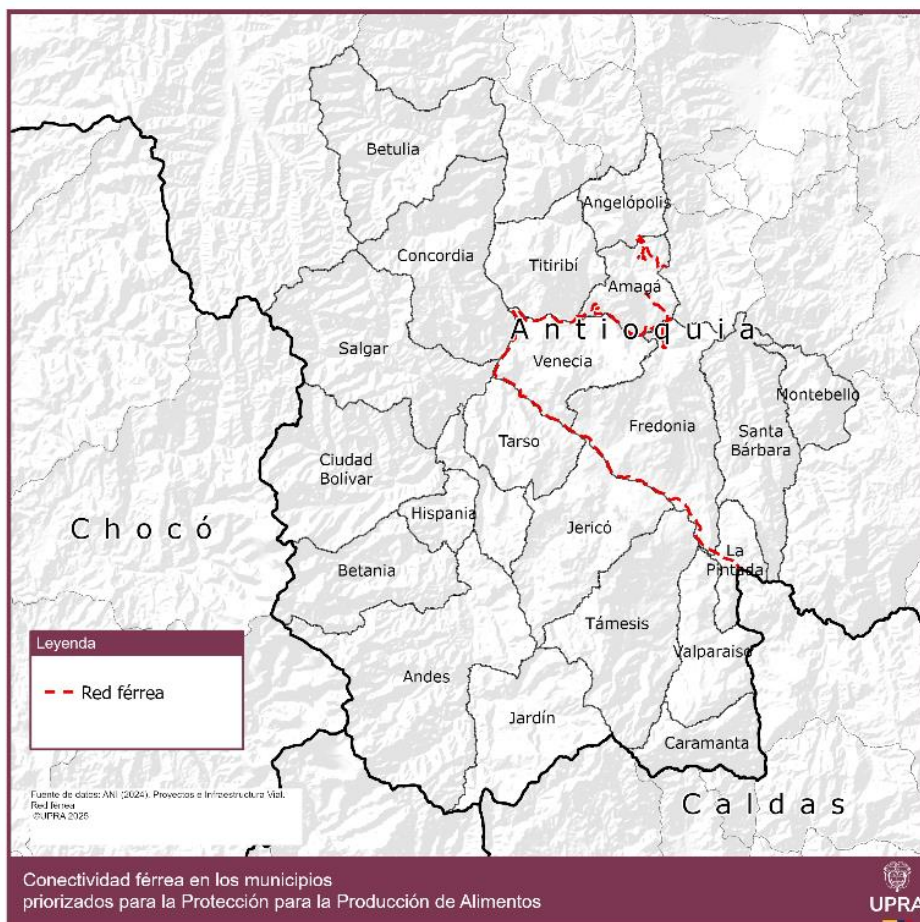 Betulia
Angelópolis
Concordia
Titiribí
Amagá
Antioquia
Salgar
Venecia
Montebello
Fredonia
Santa
Bárbara
Tarso
Ciudad
Bolívar
Hispania
Chocó
Jericó
La
Pintada
Betania
Támesis
Valparaiso
Andes
Jardín
Caramanta
Caldas
Leyenda
Red férrea
Fuente de datos: ANI (2024). Proyectos e Infraestructura Vial.
Red férrea
©UPRA 2025
Conectividad férrea en los municipios
priorizados para la Protección para la Producción de Alimentos
UPRA